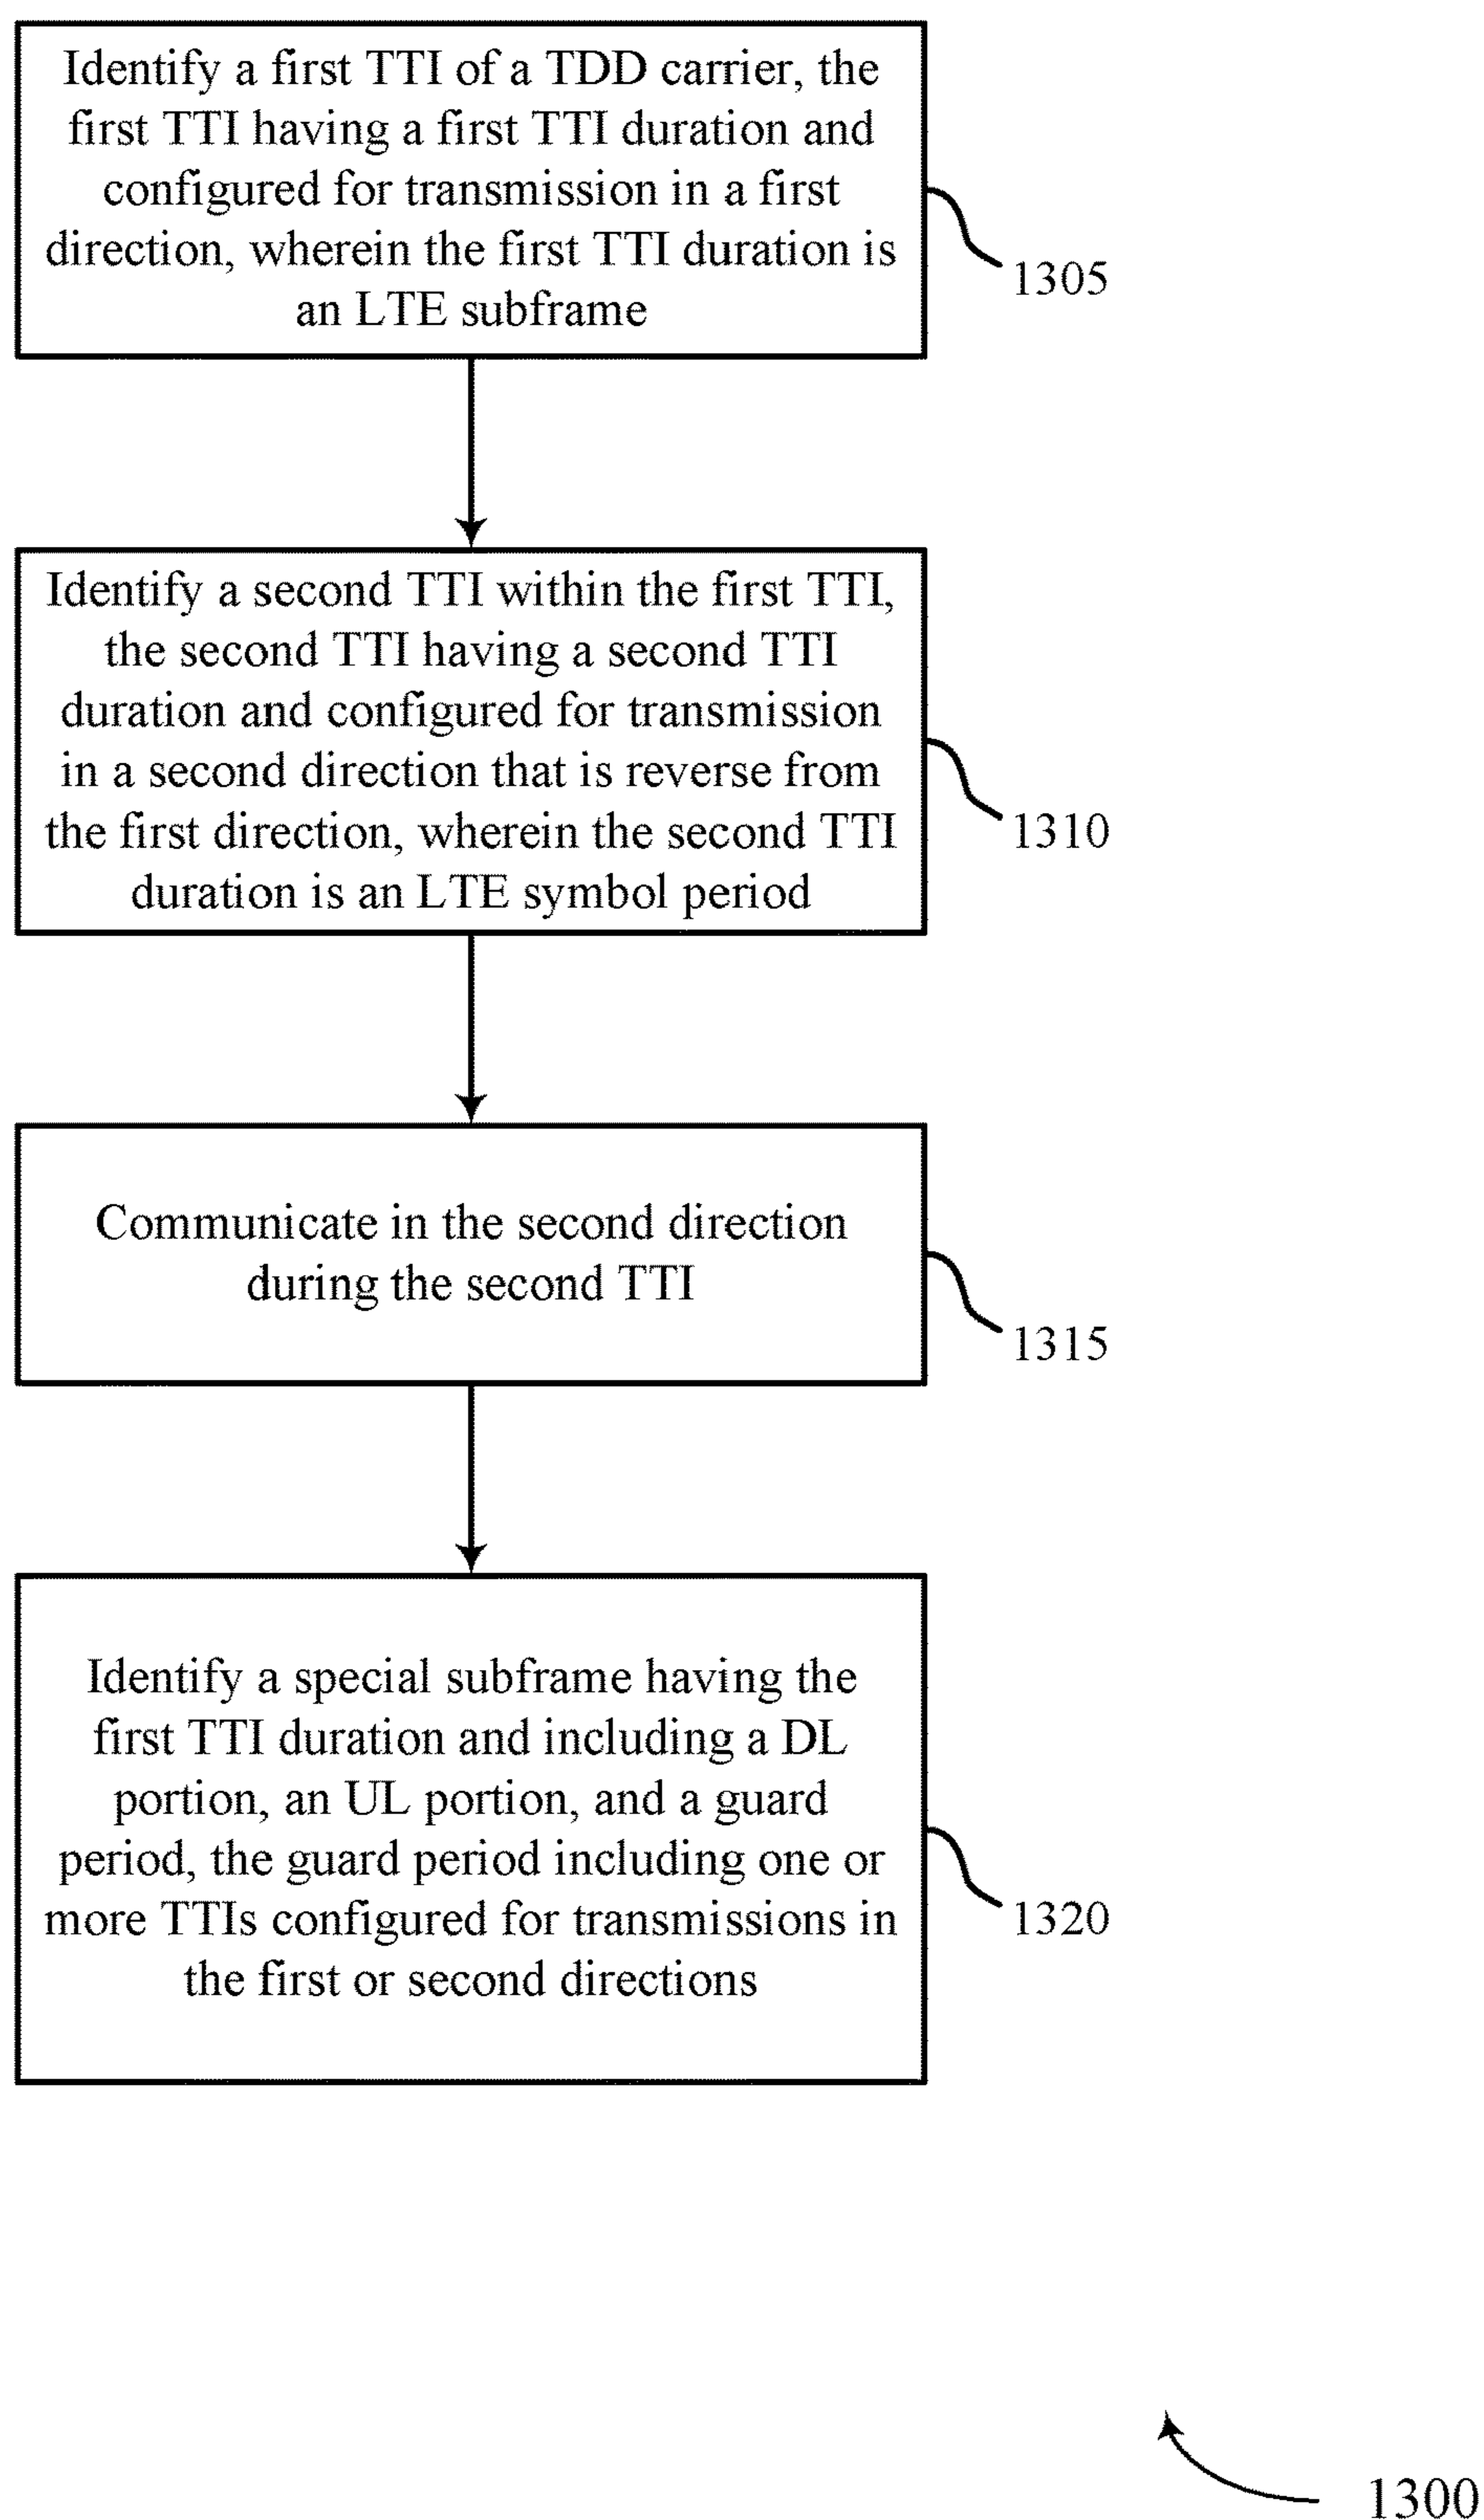 Identify a first TTI of a TDD carrier, the
first TTI having a first TTI duration and
configured for transmission in a first
direction, wherein the first TTI duration is
an LTE subframe
1305
Identify a second TTI within the first TTI,
the second TTI having a second TTI
duration and configured for transmission
in a second direction that is reverse from
the first direction, wherein the second TTI
duration is an LTE symbol period
1310
Communicate in the second direction
during the second TTI
1315
Identify a special subframe having the
first TTI duration and including a DL
portion, an UL portion, and a guard
period, the guard period including one or
more TTIs configured for transmissions in
the first or second directions
1320
1300